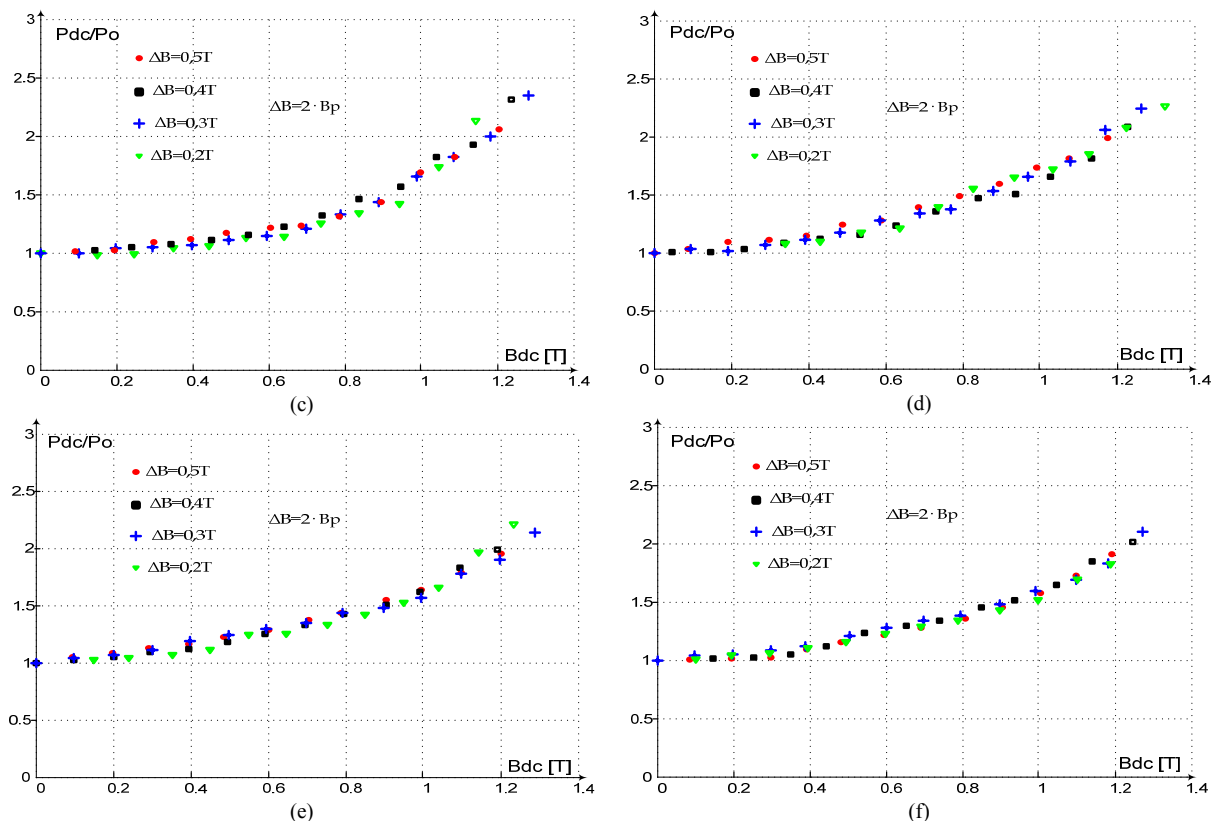 3
Pdc/Po
ΔB=0,5T
2.5
ΔB=0,4T
ΔB=2 · Bp
ΔB=0,3T
2
ΔB=0,2T
1.5
1
0.5
Bdc [T]
0
0 0.2 0.4 0.6 0.8 1 1.2 1.4
(c)
3
Pdc/Po
ΔB=0,5T
2.5
ΔB=0,4T
ΔB=2 · Bp
ΔB=0,3T
2
ΔB=0,2T
1.5
1
0.5
Bdc [T]
0
0 0.2 0.4 0.6 0.8 1 1.2 1.4
(d)
3
Pdc/Po
ΔB=0,5T
2.5
ΔB=0,4T
ΔB=2 · Bp
ΔB=0,3T
2
ΔB=0,2T
1.5
1
0.5
Bdc [T]
0
0 0.2 0.4 0.6 0.8 1 1.2 1.4
(e)
3
Pdc/Po
ΔB=0,5T
2.5
ΔB=0,4T
ΔB=2 · Bp
ΔB=0,3T
2
ΔB=0,2T
1.5
1
0.5
Bdc [T]
0
0 0.2 0.4 0.6 0.8 1 1.2 1.4
(f)